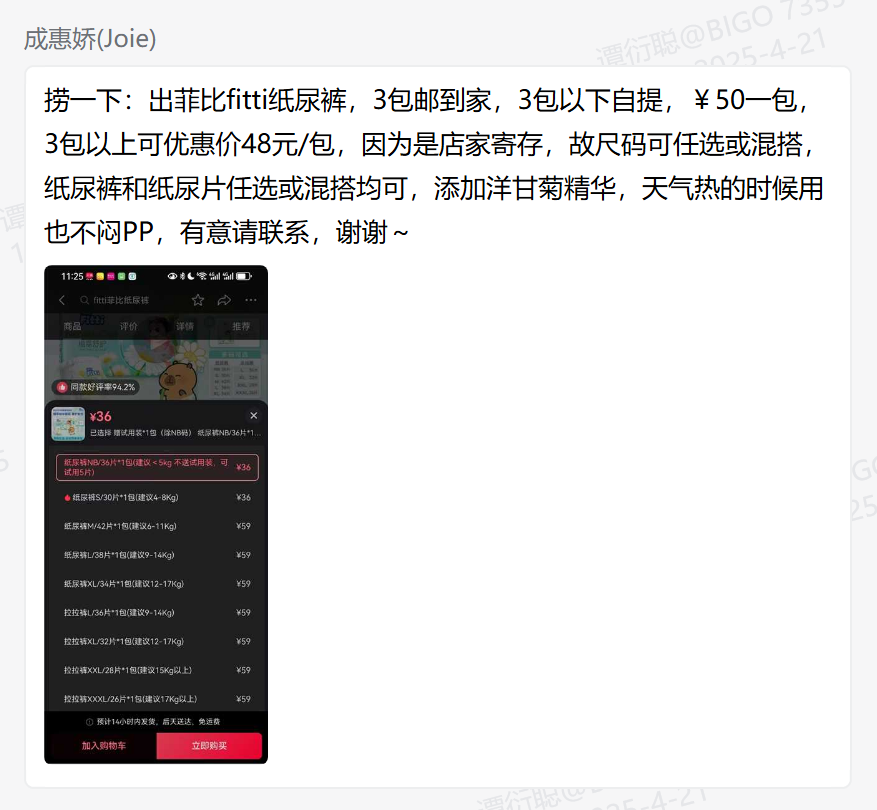 谭衍聪@BIGO 7355
2025-4-21
成惠娇(Joie)
捞一下：出菲比fitti纸尿裤，3包邮到家，3包以下自提，￥50一包，
3包以上可优惠价48元/包，因为是店家寄存，故尺码可任选或混搭，
纸尿裤和纸尿片任选或混搭均可，添加洋甘菊精华，天气热的时候用
也不闷PP，有意请联系，谢谢～
11:25
fitti菲比纸尿裤
商品 评价 详情 推荐
同款好评率94.2%
¥36
已选择 赠试用装*1包（除NB码） 纸尿裤NB/36片*1...
纸尿裤NB/36片*1包(建议＜5kg 不送试用装，可
试用5片) ¥36
纸尿裤S/30片*1包(建议4-8Kg) ¥36
纸尿裤M/42片*1包(建议6-11Kg) ¥59
纸尿裤L/38片*1包(建议9-14Kg) ¥59
纸尿裤XL/34片*1包(建议12-17Kg) ¥59
拉拉裤L/36片*1包(建议9-14Kg) ¥59
拉拉裤XL/32片*1包(建议12-17Kg) ¥59
拉拉裤XXL/28片*1包(建议15Kg以上) ¥59
拉拉裤XXXL/26片*1包(建议17Kg以上) ¥59
预计14小时内发货，后天送达，免运费
加入购物车 立即购买
谭衍聪@
5-4-21